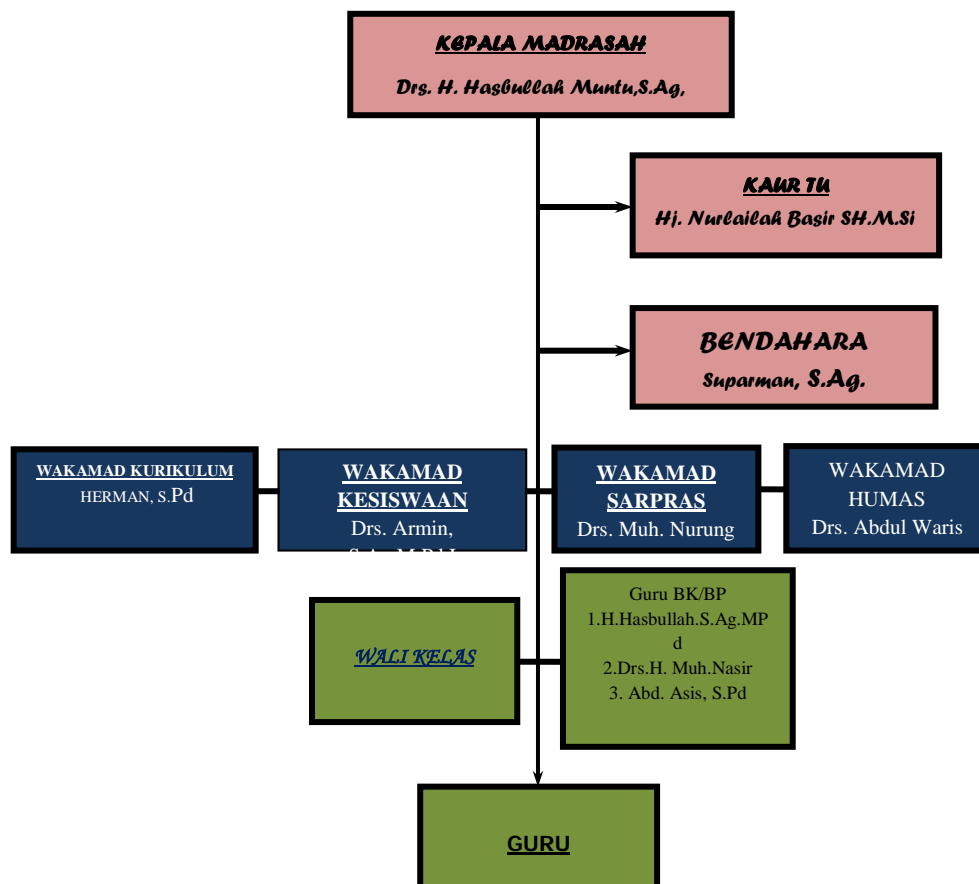 KEPALA MADRASAH
Drs. H. Hasbullah Muntu,S.Ag,
KAUR TU
Hj. Nurlailah Basir SH.M.Si
BENDAHARA
Suparman, S.Ag.
WAKAMAD KURIKULUM
HERMAN, S.Pd
WAKAMAD
KESISWAAN
Drs. Armin,
WAKAMAD
SARPRAS
Drs. Muh. Nurung
WAKAMAD
HUMAS
Drs. Abdul Waris
WALI KELAS
Guru BK/BP
1.H.Hasbullah.S.Ag.MP
d
2.Drs.H. Muh.Nasir
3. Abd. Asis, S.Pd
GURU